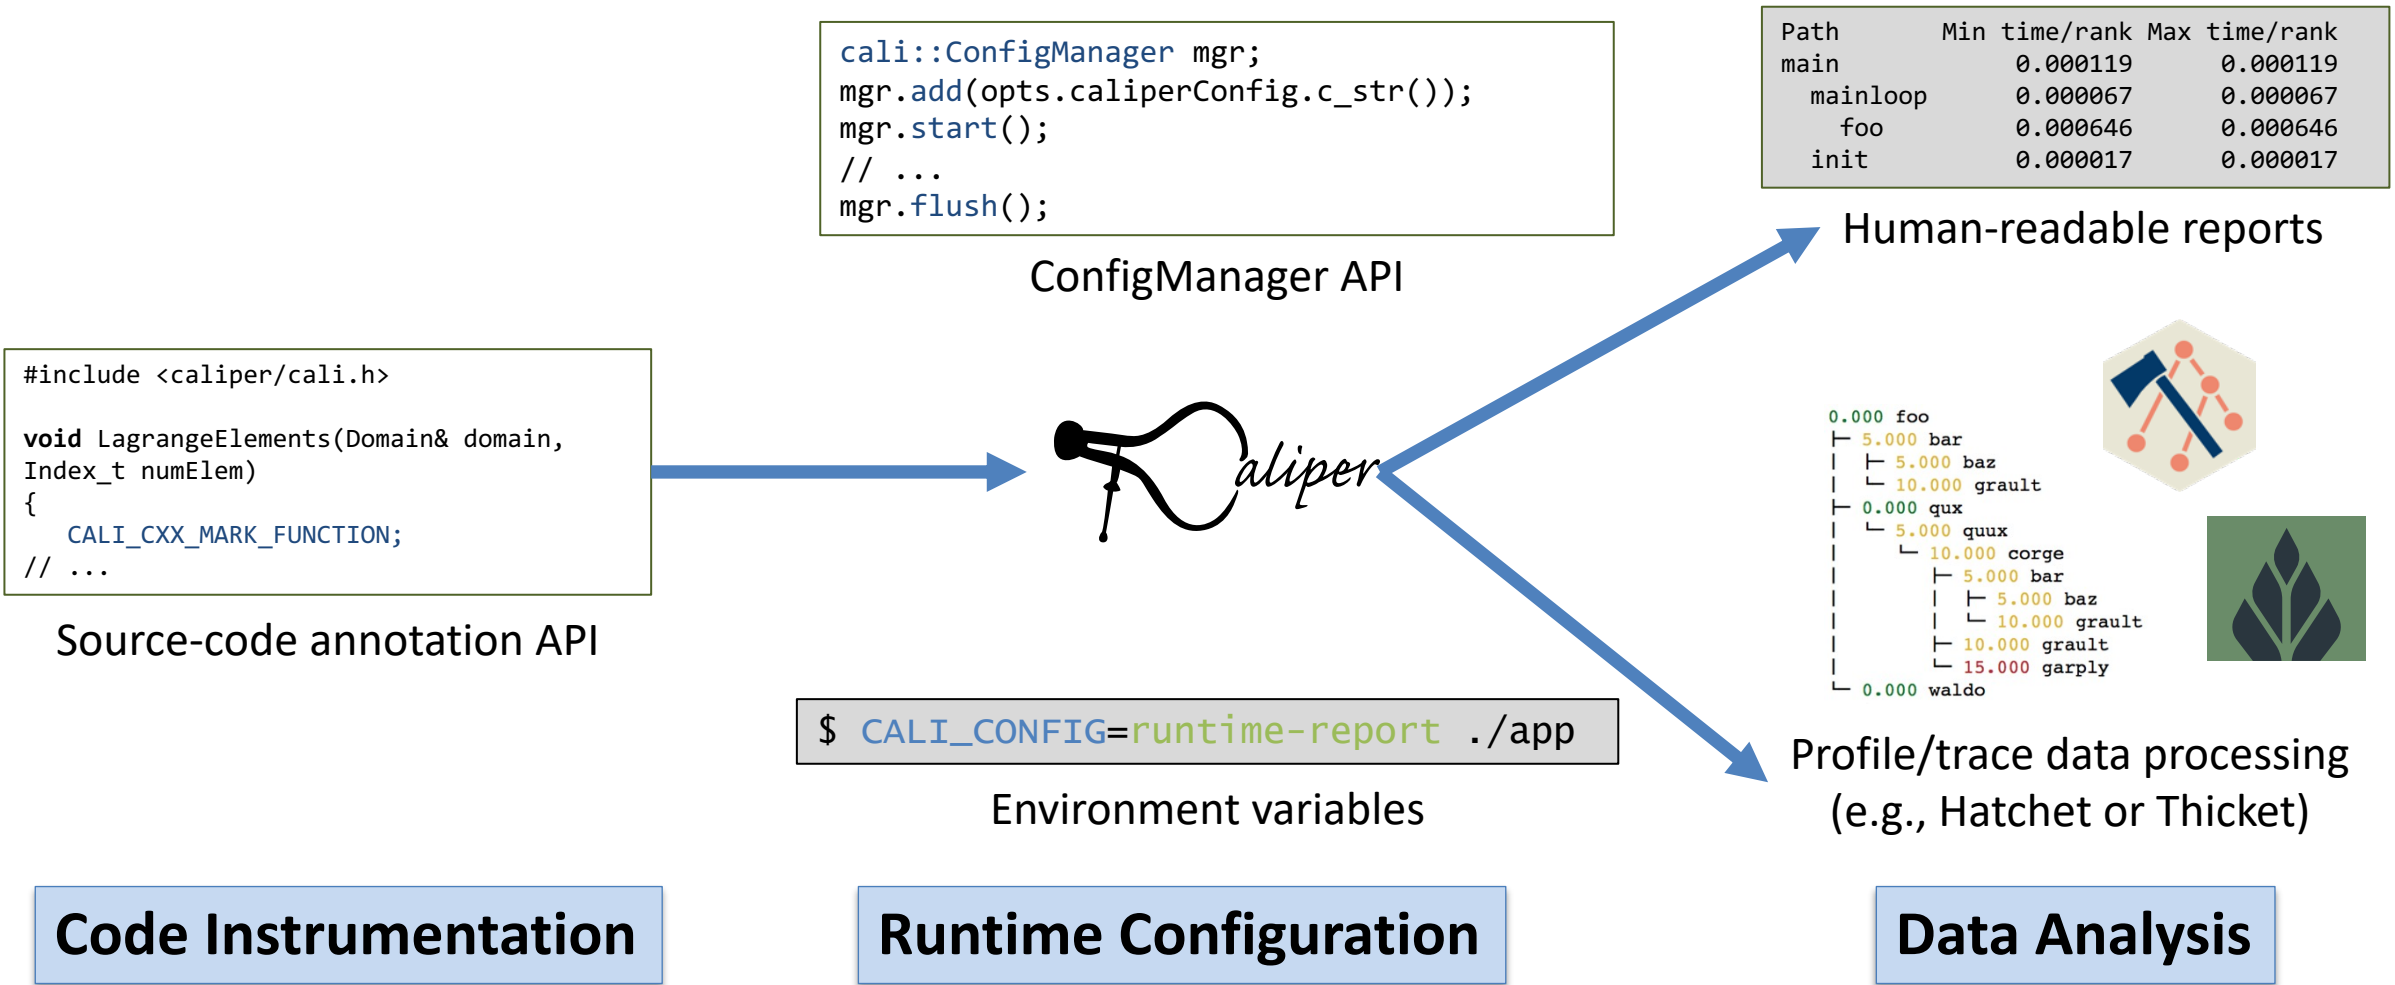 #include <caliper/cali.h>
void LagrangeElements(Domain& domain,
Index_t numElem)
{
CALI_CXX_MARK_FUNCTION;
// ...
Source-code annotation API
Code Instrumentation
cali::ConfigManager mgr;
mgr.add(opts.caliperConfig.c_str());
mgr.start();
// ...
mgr.flush();
ConfigManager API
Caliper
$ CALI_CONFIG=runtime-report ./app
Environment variables
Runtime Configuration
Path Min time/rank Max time/rank
main 0.000119 0.000119
mainloop 0.000067 0.000067
foo 0.000646 0.000646
init 0.000017 0.000017
Human-readable reports
0.000 foo
5.000 bar
5.000 baz
10.000 grault
0.000 qux
5.000 quux
10.000 corge
5.000 bar
5.000 baz
10.000 grault
10.000 grault
15.000 garply
0.000 waldo
Profile/trace data processing
(e.g., Hatchet or Thicket)
Data Analysis